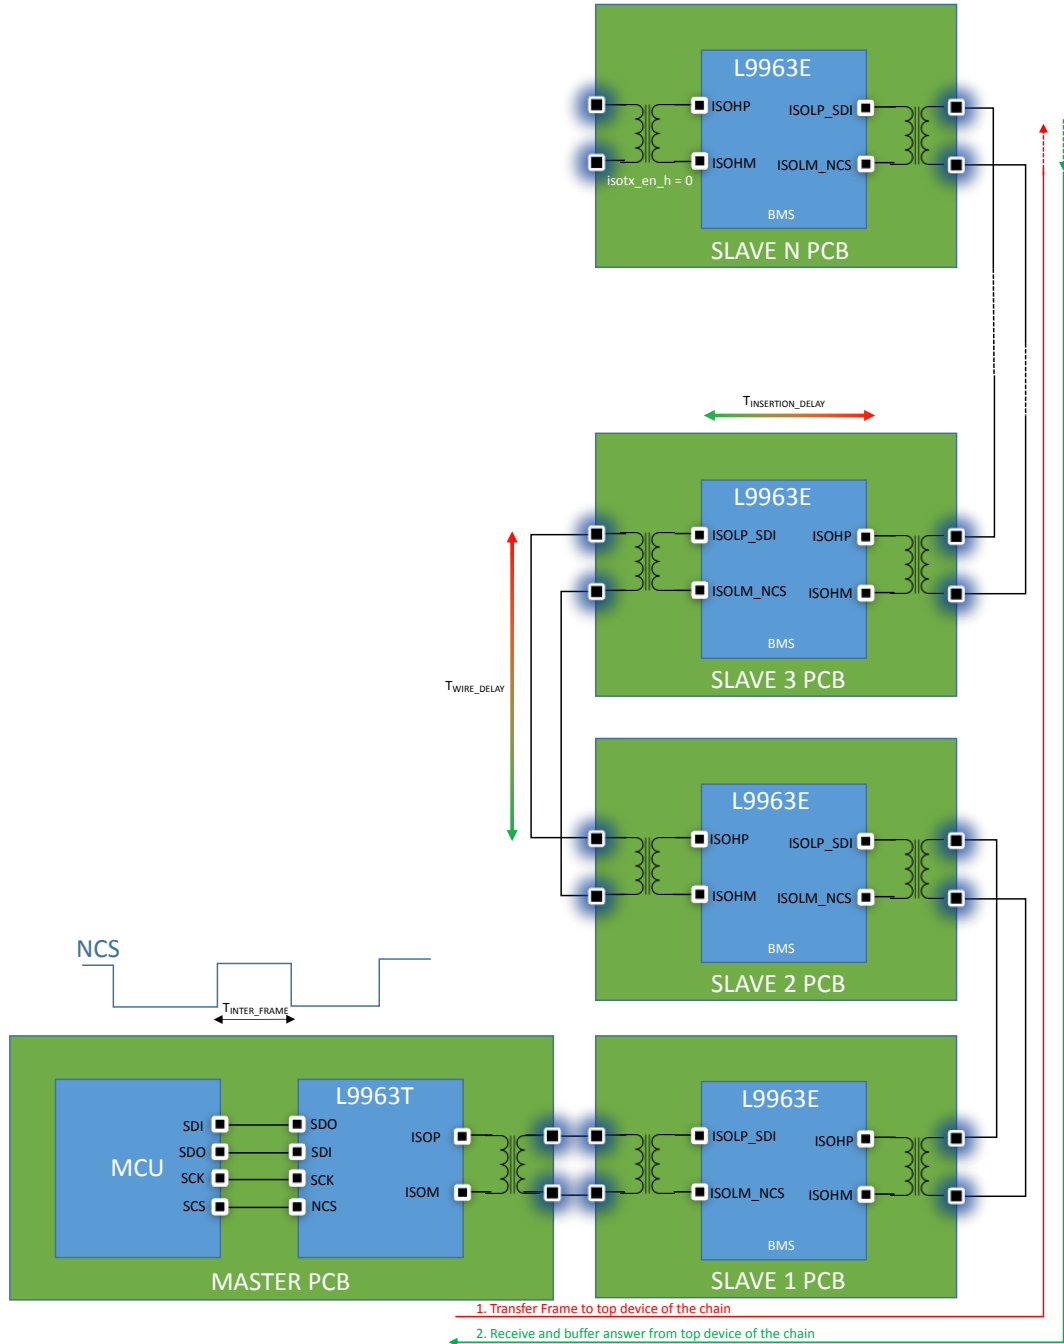 L9963E
ISOHP
ISOLP_SDI
ISOHM
ISOLM_NCS
isotx_en_h = 0
BMS
SLAVE N PCB
TINSERTION_DELAY
L9963E
ISOLP_SDI
ISOHP
ISOLM_NCS
ISOHM
BMS
SLAVE 3 PCB
TWIRE_DELAY
L9963E
ISOHP
ISOLP_SDI
ISOHM
ISOLM_NCS
BMS
SLAVE 2 PCB
NCS
TINTER_FRAME
MCU
SDI
SDO
SCK
SCS
L9963T
SDO
SDI
SCK
NCS
ISOP
ISOM
MASTER PCB
L9963E
ISOLP_SDI
ISOHP
ISOLM_NCS
ISOHM
BMS
SLAVE 1 PCB
1. Transfer Frame to top device of the chain
2. Receive and buffer answer from top device of the chain